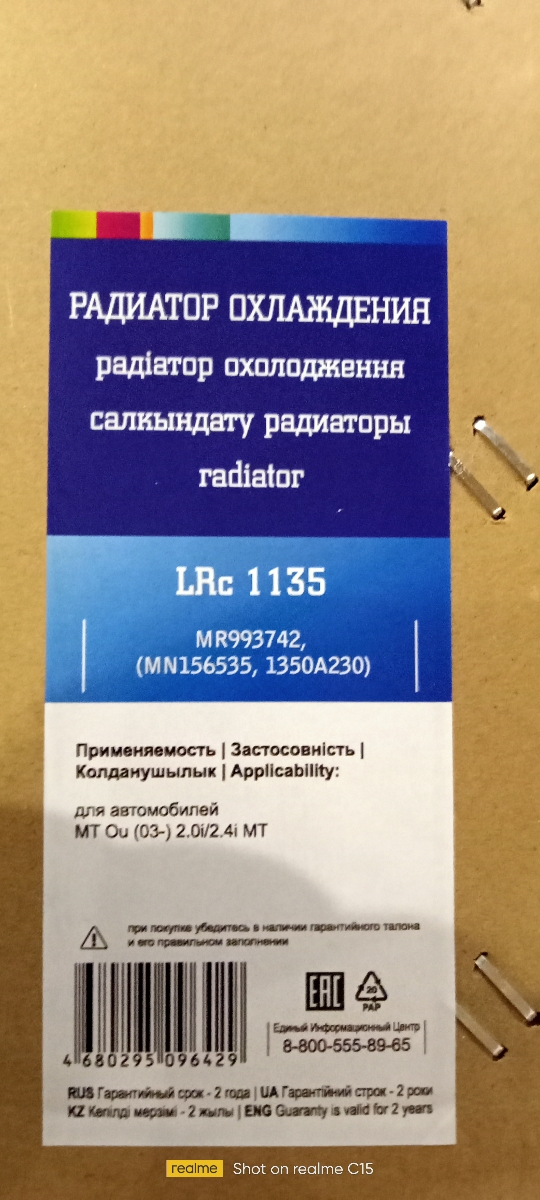 РАДИАТОР ОХЛАЖДЕНИЯ
радіатор охолодження
салкындату радиаторы
radiator
LRc 1135
MR993742,
(MN156535, 1350A230)
Применяемость | Застосовність |
Колданушылык | Applicability:
для автомобилей
MT Ou (03-) 2.0i/2.4i MT
при покупке убедитесь в наличии гарантийного талона
и его правильном заполнении
EAC
20
PAP
Единый Информационный Центр
8-800-555-89-65
4 680295 096429
RUS Гарантийный срок - 2 года | UA Гарантійний строк - 2 роки
KZ Кепілді мерзімі - 2 жылы | ENG Guaranty is valid for 2 years
realme Shot on realme C15